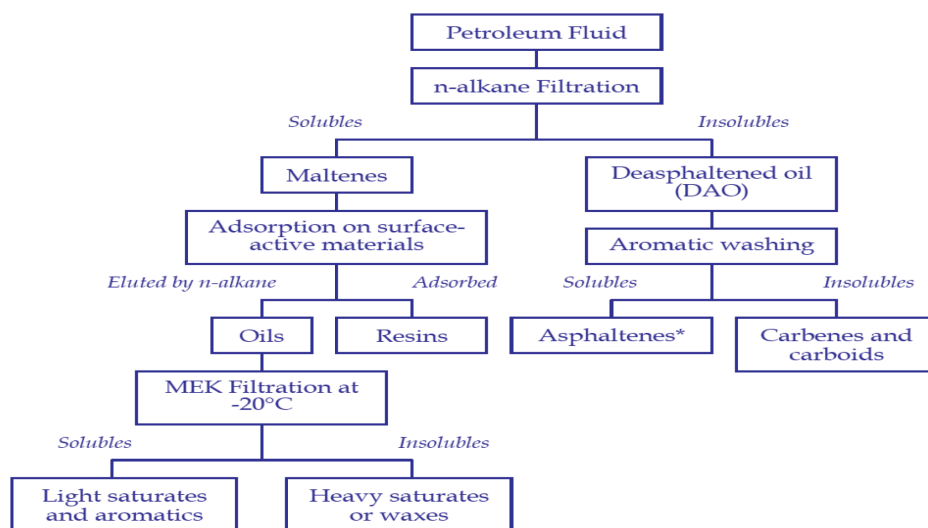 Petroleum Fluid
n-alkane Filtration
Solubles
Insolubles
Maltenes
Deasphaltened oil
(DAO)
Adsorption on surface-
active materials
Aromatic washing
Eluted by n-alkane
Adsorbed
Solubles
Insolubles
Oils
Resins
Asphaltenes*
Carbenes and
carboids
MEK Filtration at
-20°C
Solubles
Insolubles
Light saturates
and aromatics
Heavy saturates
or waxes